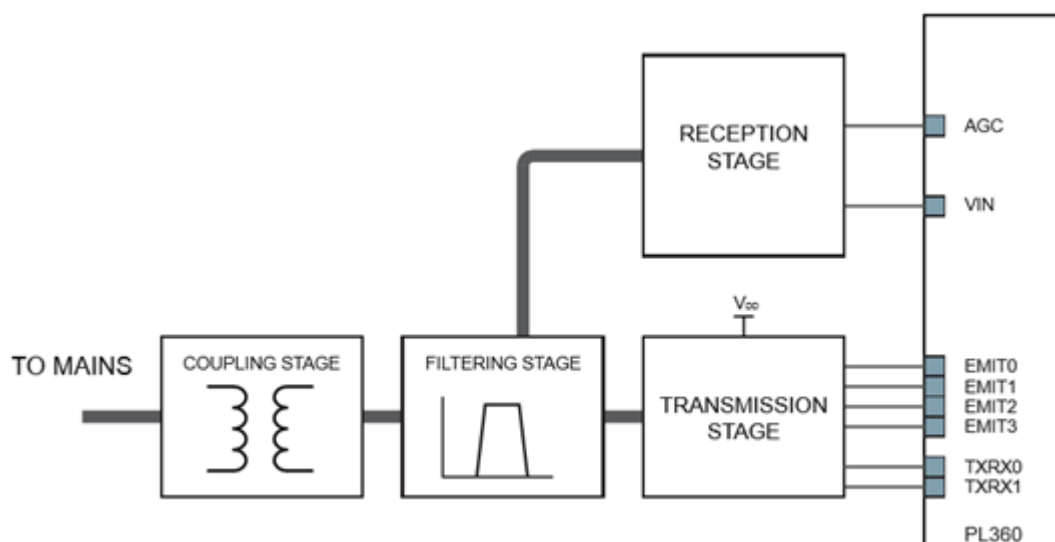 RECEPTION
STAGE
AGC
VIN
TO MAINS
COUPLING STAGE
FILTERING STAGE
TRANSMISSION
STAGE
EMIT0
EMIT1
EMIT2
EMIT3
TXRX0
TXRX1
PL360